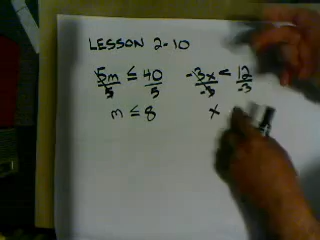 LESSON 2-10
5m ≤ 40 -3x < 12
5 5 -3 -3
m ≤ 8 x